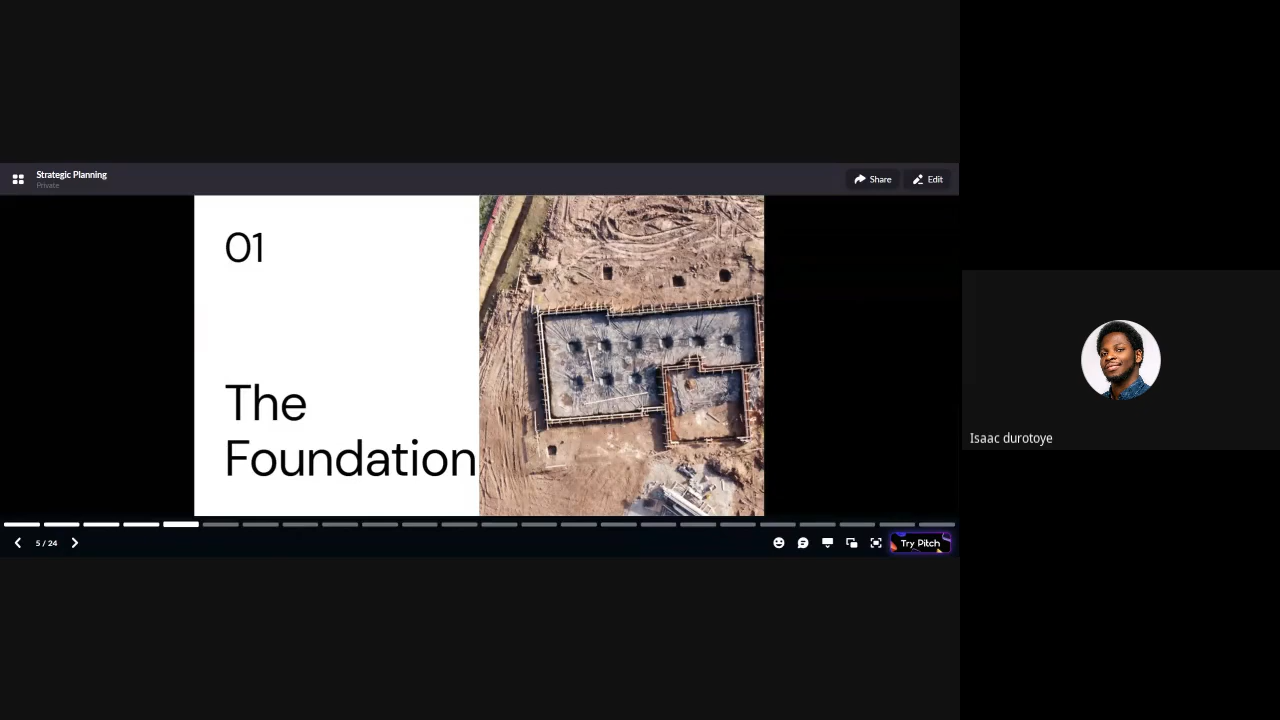 Strategic Planning
Private
Share
Edit
01
The
Foundation
5 / 24
Try Pitch
Isaac durotoye